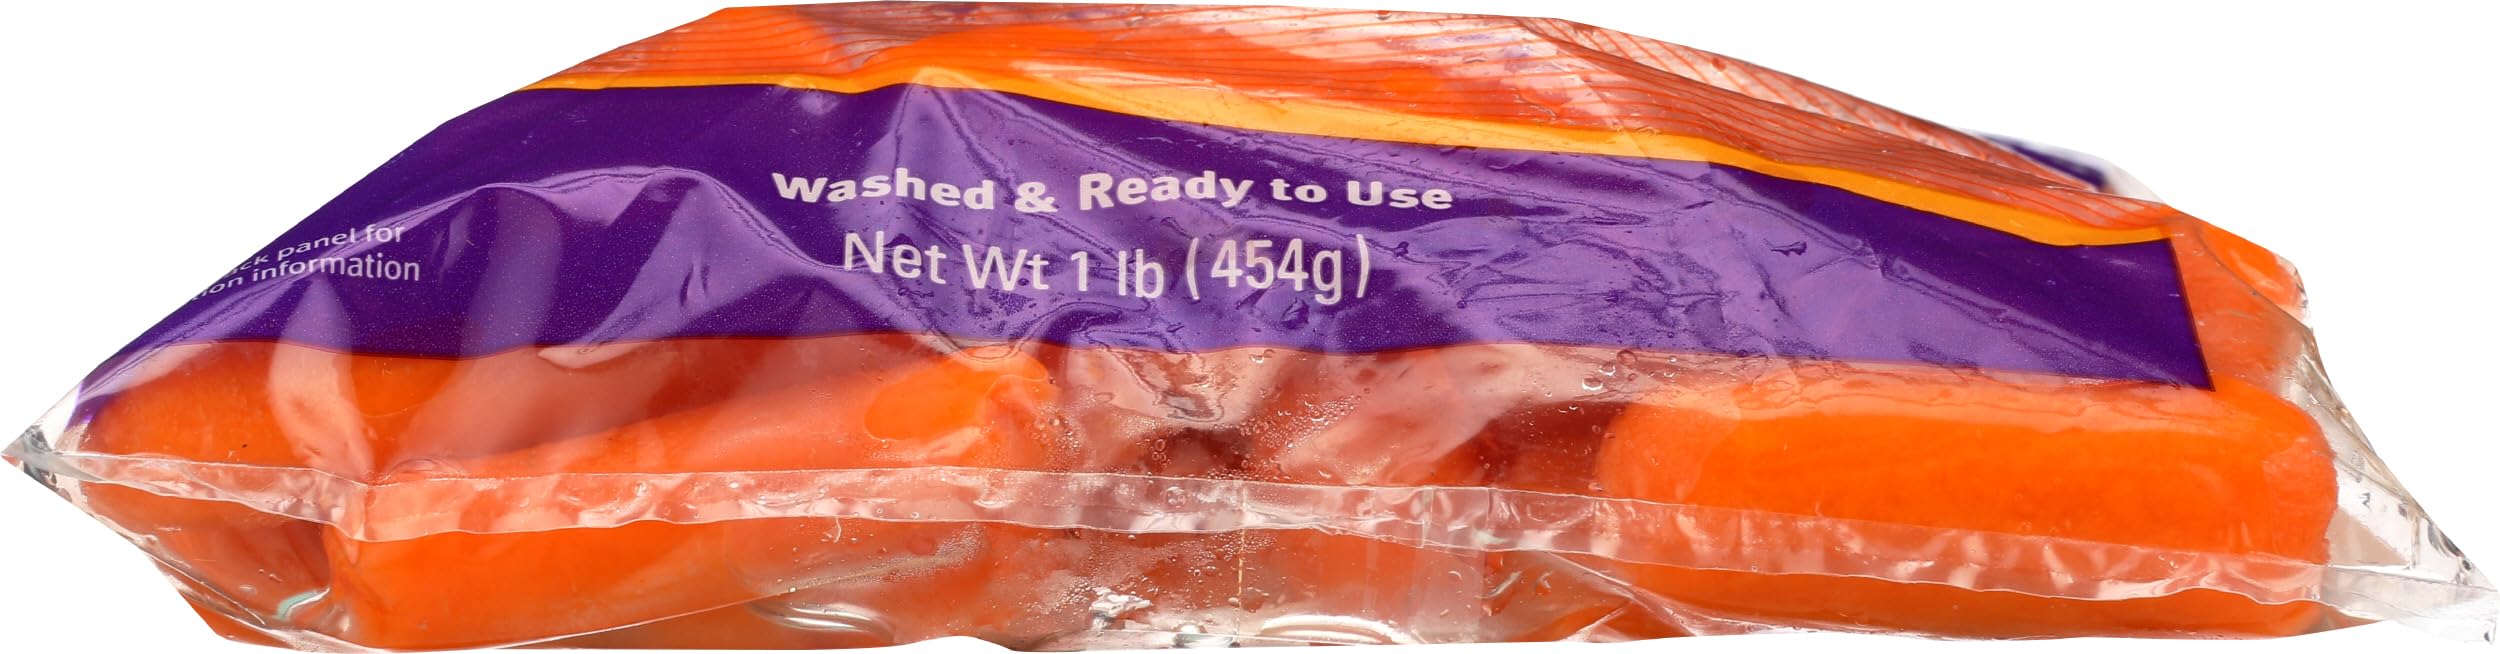 Washed & Ready to Use
Net Wt 1 lb (454g)
panel for
information